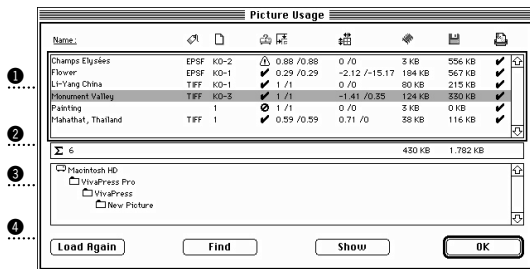 Picture Usage
Name:
Champs Elysées EPSF KO-2 0.88 /0.88 0 /0 3 KB 556 KB
Flower EPSF KO-1 0.29 /0.29 -2.12 /-15.17 184 KB 567 KB
Li-Yang China TIFF KO-1 1 /1 0 /0 80 KB 215 KB
Monument Valley TIFF KO-3 1 /1 -1.41 /0.35 124 KB 330 KB
Painting 1 1 /1 0 /0 3 KB 0 KB
Mahathat, Thailand TIFF 1 0.59 /0.59 0.71 /0 38 KB 116 KB
Σ 6 430 KB 1.782 KB
Macintosh HD
VivaPress Pro
VivaPress
New Picture
Load Again Find Show OK
1
2
3
4